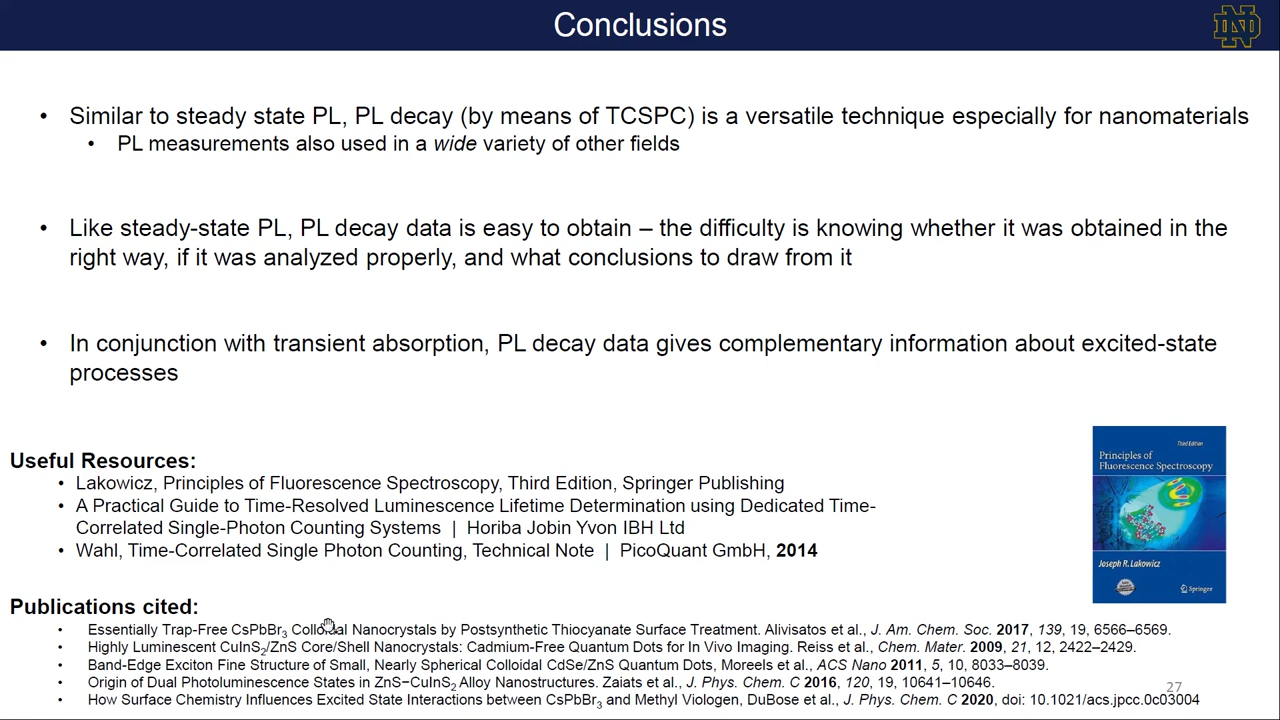 Conclusions
• Similar to steady state PL, PL decay (by means of TCSPC) is a versatile technique especially for nanomaterials
• PL measurements also used in a wide variety of other fields
• Like steady-state PL, PL decay data is easy to obtain – the difficulty is knowing whether it was obtained in the
right way, if it was analyzed properly, and what conclusions to draw from it
• In conjunction with transient absorption, PL decay data gives complementary information about excited-state
processes
Useful Resources:
• Lakowicz, Principles of Fluorescence Spectroscopy, Third Edition, Springer Publishing
• A Practical Guide to Time-Resolved Luminescence Lifetime Determination using Dedicated Time-
Correlated Single-Photon Counting Systems | Horiba Jobin Yvon IBH Ltd
• Wahl, Time-Correlated Single Photon Counting, Technical Note | PicoQuant GmbH, 2014
Third Edition
Principles of
Fluorescence Spectroscopy
Joseph R. Lakowicz
Springer
Publications cited:
• Essentially Trap-Free CsPbBr3 Colloidal Nanocrystals by Postsynthetic Thiocyanate Surface Treatment. Alivisatos et al., J. Am. Chem. Soc. 2017, 139, 19, 6566–6569.
• Highly Luminescent CuInS2/ZnS Core/Shell Nanocrystals: Cadmium-Free Quantum Dots for In Vivo Imaging. Reiss et al., Chem. Mater. 2009, 21, 12, 2422–2429.
• Band-Edge Exciton Fine Structure of Small, Nearly Spherical Colloidal CdSe/ZnS Quantum Dots, Moreels et al., ACS Nano 2011, 5, 10, 8033–8039.
• Origin of Dual Photoluminescence States in ZnS−CuInS2 Alloy Nanostructures. Zaiats et al., J. Phys. Chem. C 2016, 120, 19, 10641–10646.
• How Surface Chemistry Influences Excited State Interactions between CsPbBr3 and Methyl Viologen, DuBose et al., J. Phys. Chem. C 2020, doi: 10.1021/acs.jpcc.0c03004
27